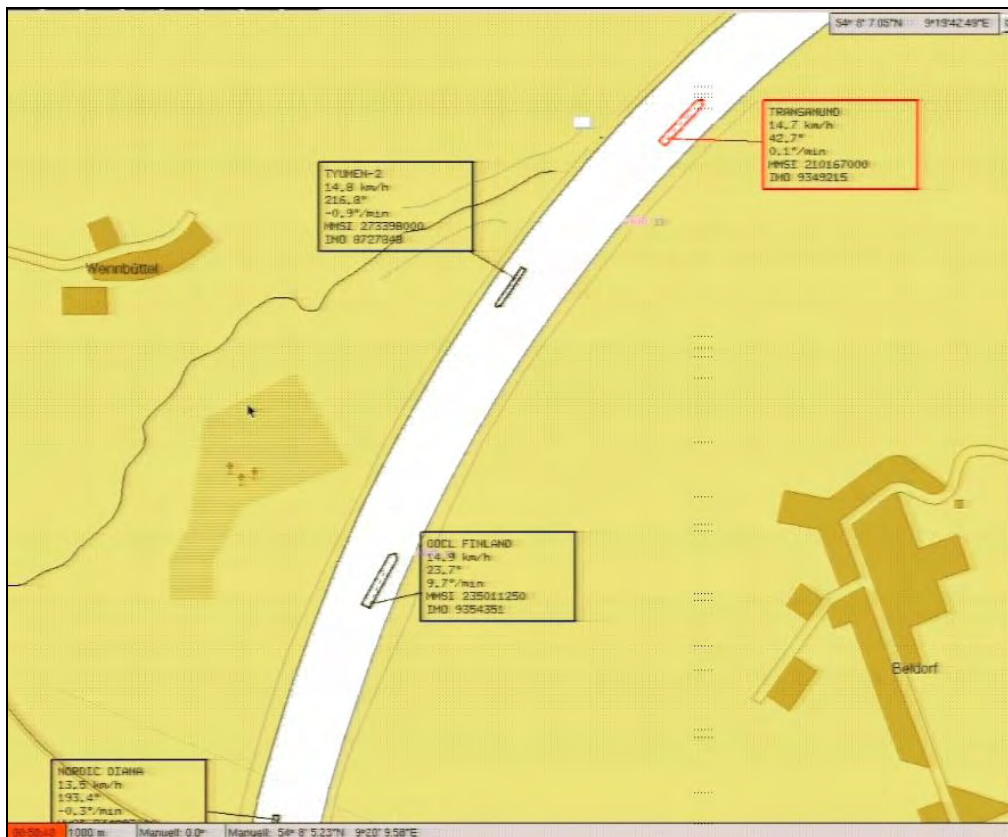 54° 8' 7.05"N 9°19'42.49"E
TRANSAMUND
14.7 km/h
42.7°
0.1°/min
MMSI 210167000
IMO 9349215
TYUMEN-2
14.8 km/h
216.8°
-0.9°/min
MMSI 273398000
IMO 8727848
Wennbüttel
OOCL FINLAND
14.9 km/h
23.7°
9.7°/min
MMSI 235011250
IMO 9354351
Beldorf
NORDIC DIANA
13.5 km/h
193.4°
-0.3°/min
1000 m Manuell: 0.0° Manuell: 54° 8' 5.23"N 9°20' 9.58"E